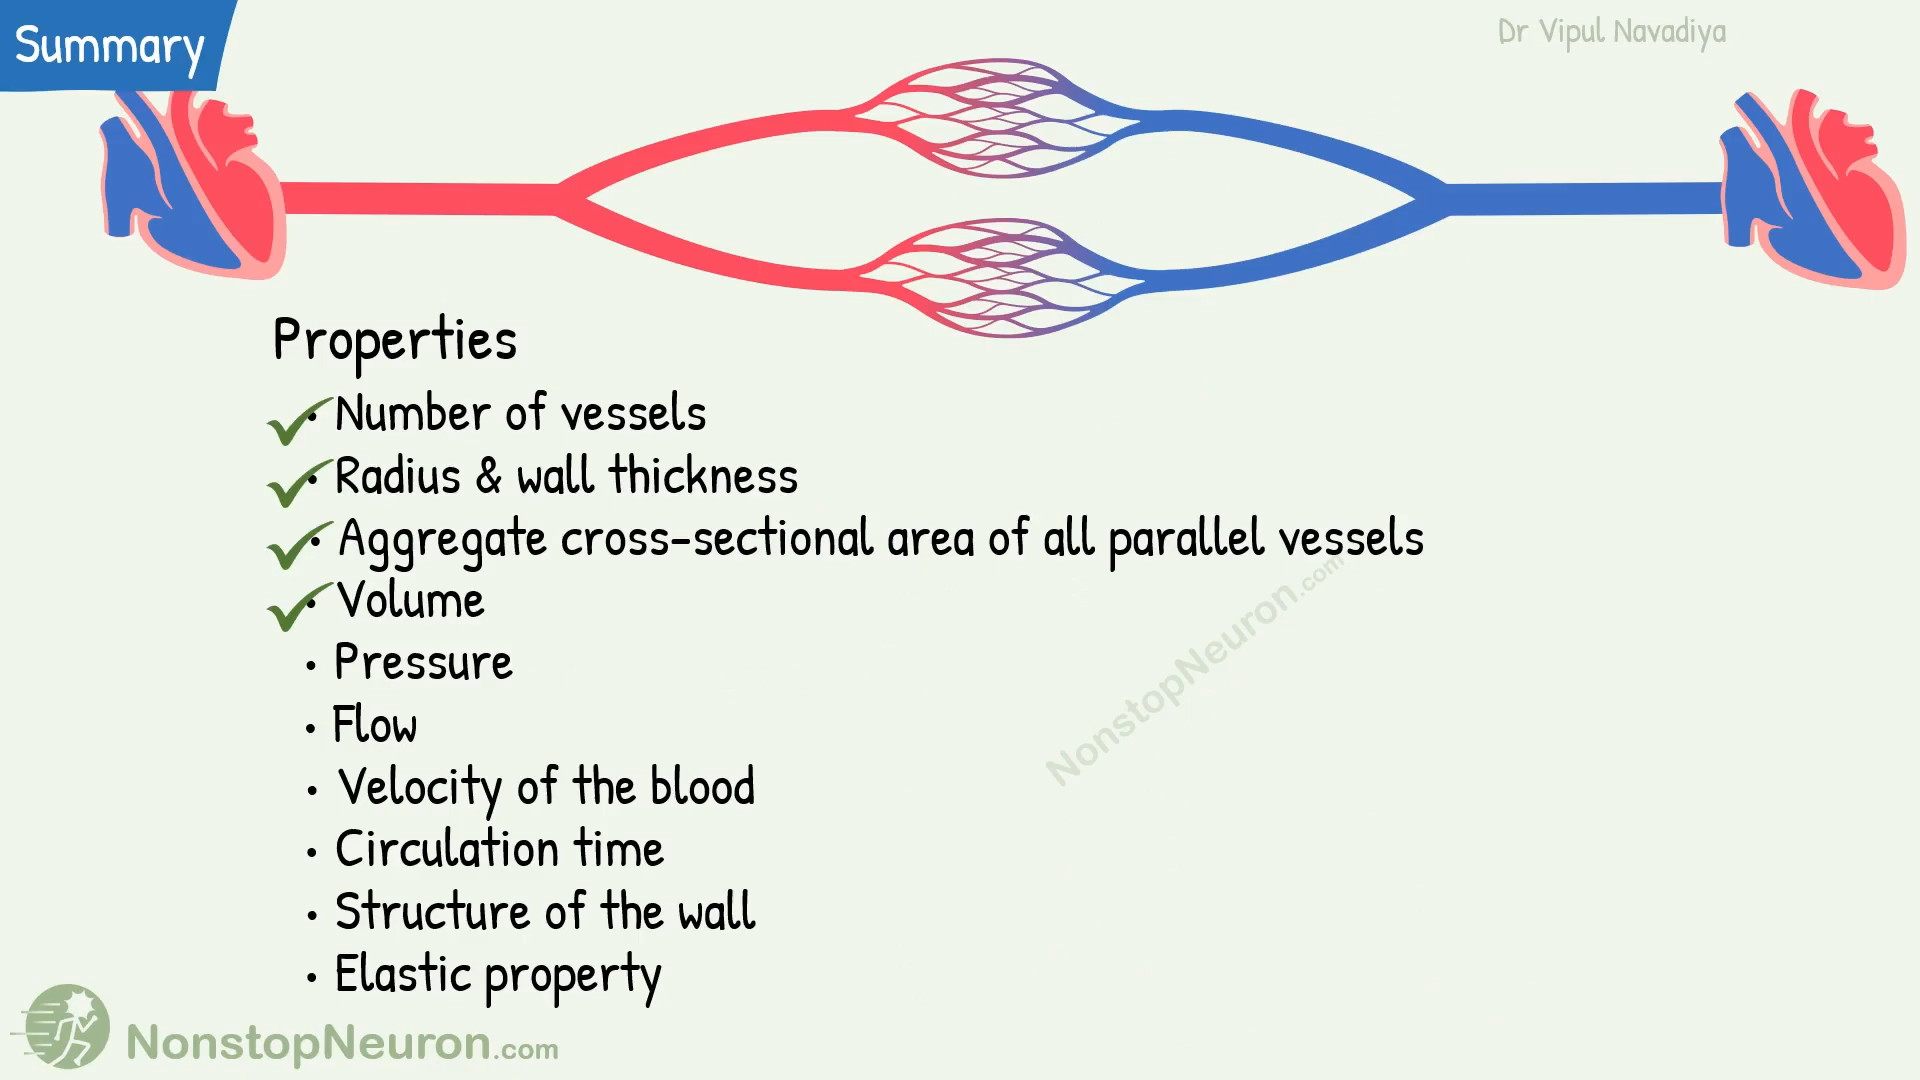 Summary
Dr Vipul Navadiya
Properties
• Number of vessels
• Radius & wall thickness
• Aggregate cross-sectional area of all parallel vessels
• Volume
• Pressure
• Flow
• Velocity of the blood
• Circulation time
• Structure of the wall
• Elastic property
NonstopNeuron.com
NonstopNeuron.com